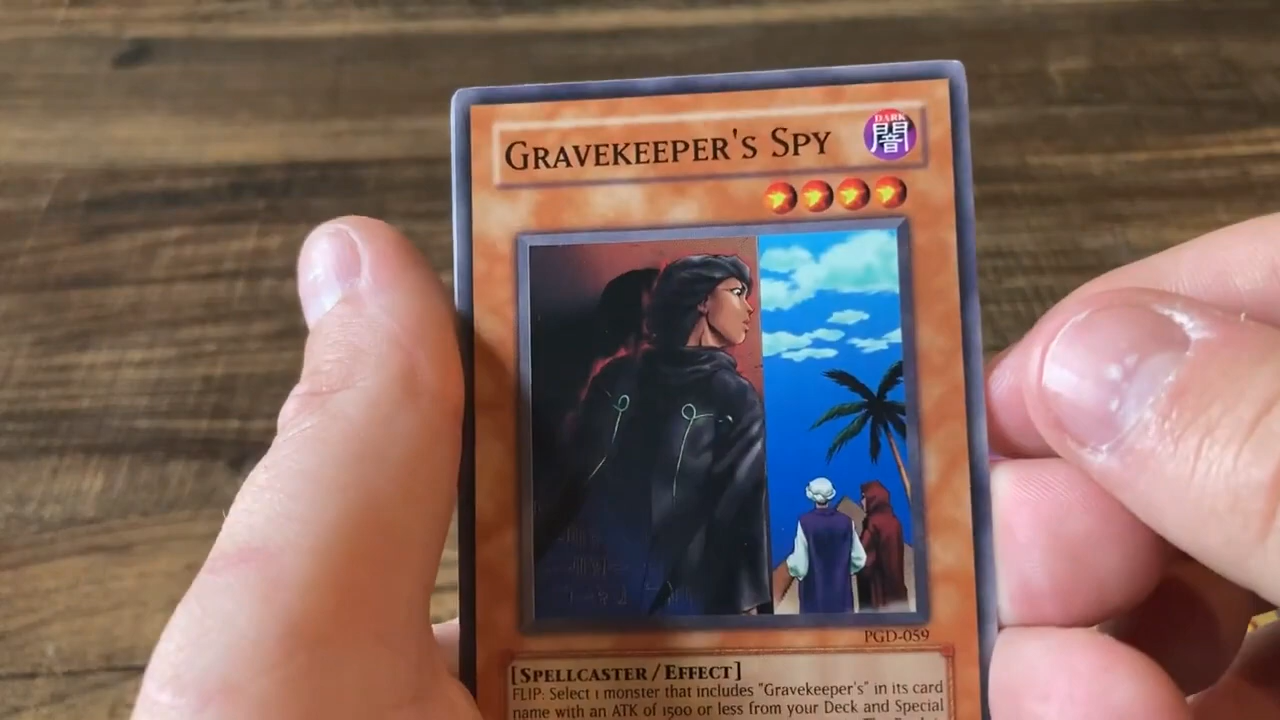 GRAVEKEEPER'S SPY
DARK
闇
PGD-059
[SPELLCASTER / EFFECT]
FLIP: Select 1 monster that includes "Gravekeeper's" in its card
name with an ATK of 1500 or less from your Deck and Special